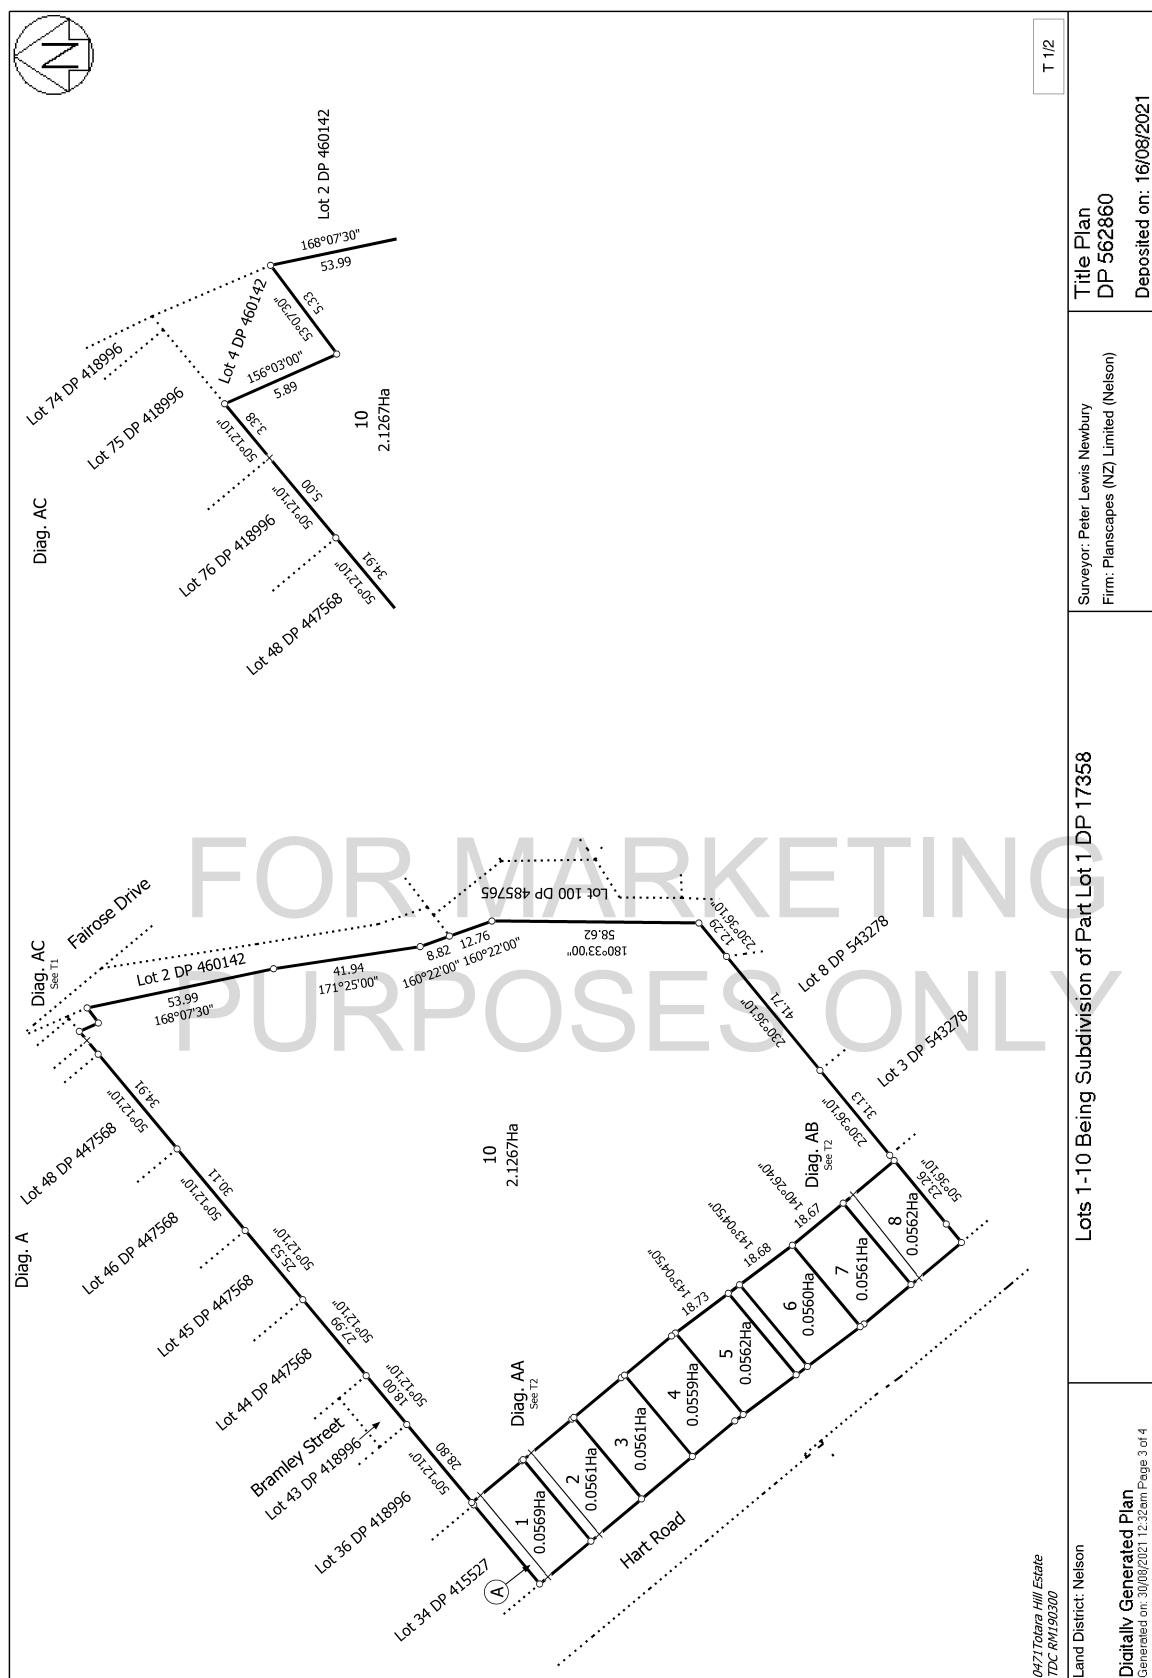 N
Diag. A
Diag. AC
See T1
Fairose Drive
Lot 2 DP 460142
53.99
168°07'30"
41.94
171°25'00"
8.82
160°22'00"
12.76
160°22'00"
Lot 100 DP 485765
58.62
180°33'00"
12.29
230°36'10"
Lot 8 DP 543278
41.71
230°36'10"
Lot 3 DP 543278
31.13
230°36'10"
23.26
50°36'10"
Lot 48 DP 447568
34.91
50°12'10"
Lot 46 DP 447568
30.11
50°12'10"
Lot 45 DP 447568
25.53
50°12'10"
Lot 44 DP 447568
27.99
50°12'10"
Bramley Street
Lot 43 DP 418996
18.00
50°12'10"
Lot 36 DP 418996
28.80
50°12'10"
Lot 34 DP 415527
A
10
2.1267Ha
Diag. AA
See T2
Diag. AB
See T2
143°04'50"
18.73
143°04'50"
18.68
140°26'40"
18.67
1
0.0569Ha
2
0.0561Ha
3
0.0561Ha
4
0.0559Ha
5
0.0562Ha
6
0.0560Ha
7
0.0561Ha
8
0.0562Ha
Hart Road
Diag. AC
Lot 74 DP 418996
Lot 75 DP 418996
Lot 76 DP 418996
Lot 48 DP 447568
Lot 4 DP 460142
Lot 2 DP 460142
168°07'30"
53.99
5.33
53°07'30"
156°03'00"
5.89
3.38
50°12'10"
5.00
50°12'10"
34.91
50°12'10"
10
2.1267Ha
FOR MARKETING
PURPOSES ONLY
T 1/2
0471Totara Hill Estate
TDC RM190300
Land District: Nelson
Digitally Generated Plan
Generated on: 30/08/2021 12:32am Page 3 of 4
Lots 1-10 Being Subdivision of Part Lot 1 DP 17358
Surveyor: Peter Lewis Newbury
Firm: Planscapes (NZ) Limited (Nelson)
Title Plan
DP 562860
Deposited on: 16/08/2021